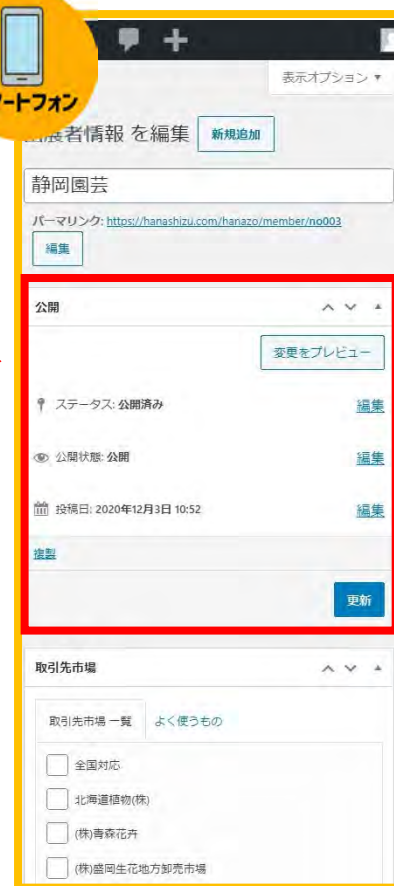 ートフォン
表示オプション ▼
展者情報 を編集 新規追加
静岡園芸
パーマリンク: https://hanashizu.com/hanazo/member/no003
編集
公開
変更をプレビュー
ステータス: 公開済み 編集
公開状態: 公開 編集
投稿日: 2020年12月3日 10:52 編集
複製
更新
取引先市場
取引先市場 一覧 よく使うもの
全国対応
北海道植物(株)
(株)青森花卉
(株)盛岡生花地方卸売市場